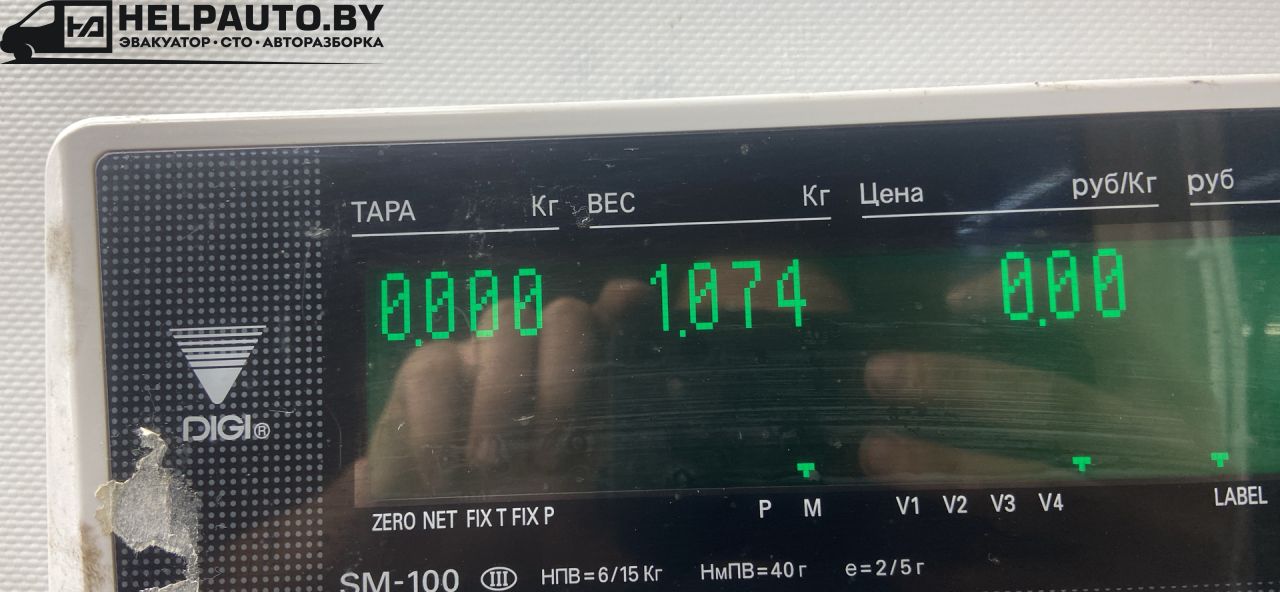 HELPAUTO.BY
ЭВАКУАТОР·СТО·АВТОРАЗБОРКА
ТАРА Кг ВЕС Кг Цена руб/Кг руб
0.000 1.074 0.00
DIGI®
ZERO NET FIX T FIX P P M V1 V2 V3 V4 LABEL
SM-100 III НПВ=6/15 Кг НмПВ=40 г e=2/5 г